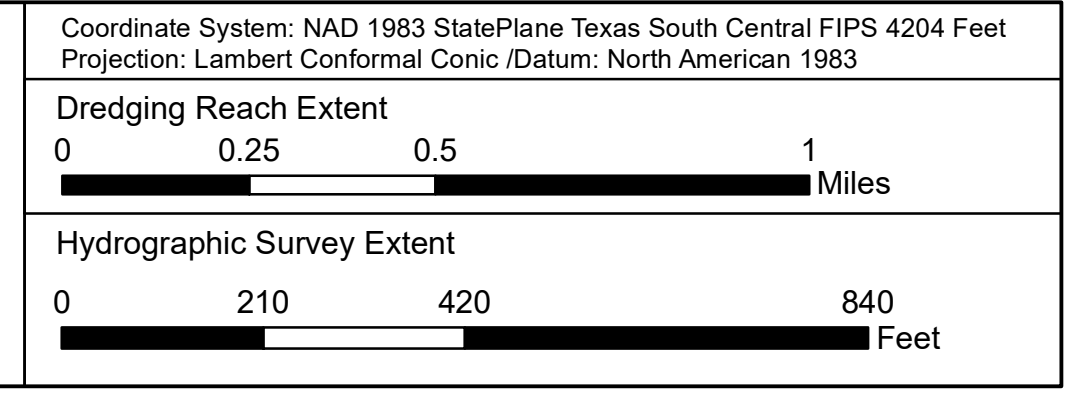 Coordinate System: NAD 1983 StatePlane Texas South Central FIPS 4204 Feet
Projection: Lambert Conformal Conic /Datum: North American 1983
Dredging Reach Extent
0 0.25 0.5 1
Miles
Hydrographic Survey Extent
0 210 420 840
Feet